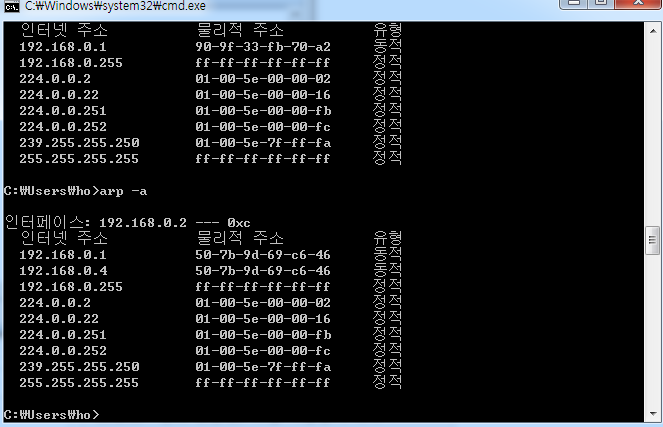 C:\Windows\system32\cmd.exe
인터넷 주소 물리적 주소 유형
192.168.0.1 90-9f-33-fb-70-a2 동적
192.168.0.255 ff-ff-ff-ff-ff-ff 정적
224.0.0.2 01-00-5e-00-00-02 정적
224.0.0.22 01-00-5e-00-00-16 정적
224.0.0.251 01-00-5e-00-00-fb 정적
224.0.0.252 01-00-5e-00-00-fc 정적
239.255.255.250 01-00-5e-7f-ff-fa 정적
255.255.255.255 ff-ff-ff-ff-ff-ff 정적
C:₩Users₩ho>arp -a
인터페이스: 192.168.0.2 --- 0xc
인터넷 주소 물리적 주소 유형
192.168.0.1 50-7b-9d-69-c6-46 동적
192.168.0.4 50-7b-9d-69-c6-46 동적
192.168.0.255 ff-ff-ff-ff-ff-ff 정적
224.0.0.2 01-00-5e-00-00-02 정적
224.0.0.22 01-00-5e-00-00-16 정적
224.0.0.251 01-00-5e-00-00-fb 정적
224.0.0.252 01-00-5e-00-00-fc 정적
239.255.255.250 01-00-5e-7f-ff-fa 정적
255.255.255.255 ff-ff-ff-ff-ff-ff 정적
C:₩Users₩ho>